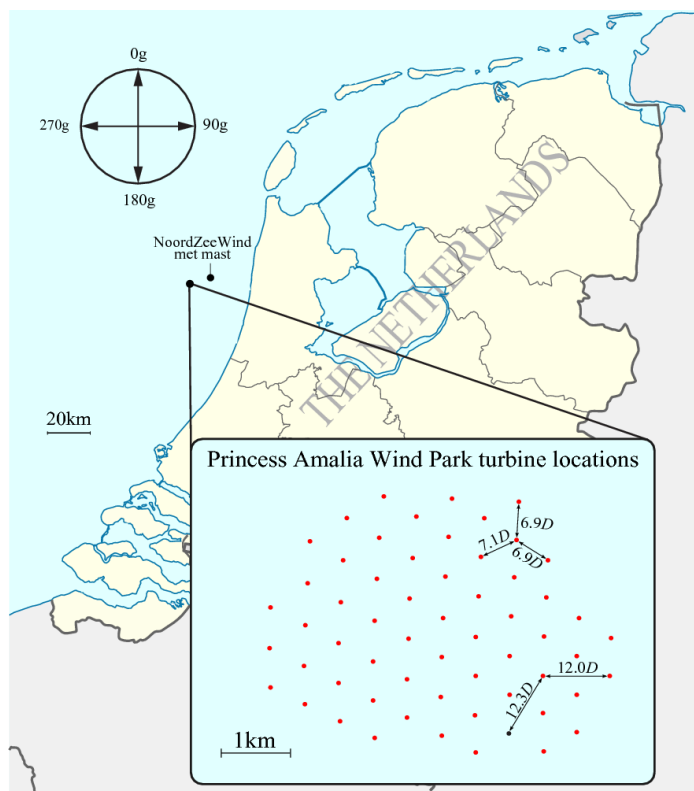 0g
270g
90g
180g
NoordZeeWind
met mast
THE NETHERLANDS
20km
Princess Amalia Wind Park turbine locations
6.9D
7.1D
6.9D
12.0D
12.3D
1km